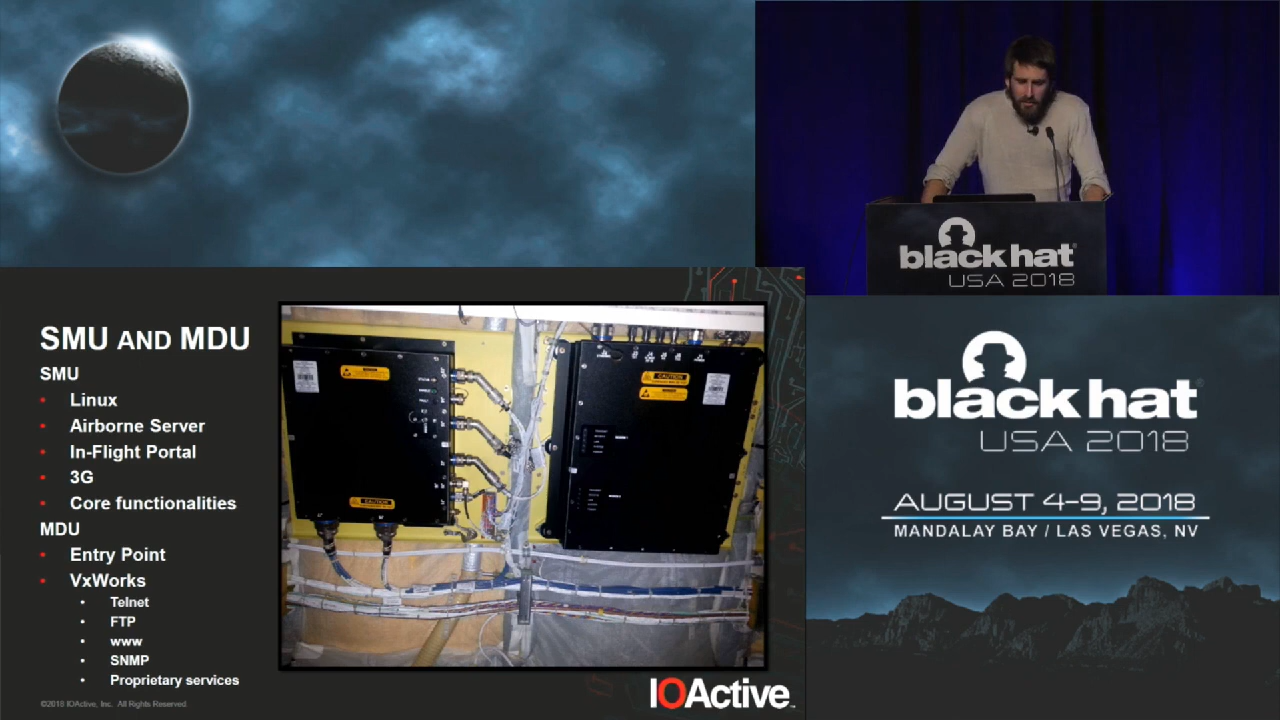 black hat
USA 2018
SMU AND MDU
SMU
Linux
Airborne Server
In-Flight Portal
3G
Core functionalities
MDU
Entry Point
VxWorks
Telnet
FTP
www
SNMP
Proprietary services
©2018 IOActive, Inc. All Rights Reserved
CAUTION
CAUTION
IOActive
black hat
USA 2018
AUGUST 4-9, 2018
MANDALAY BAY / LAS VEGAS, NV